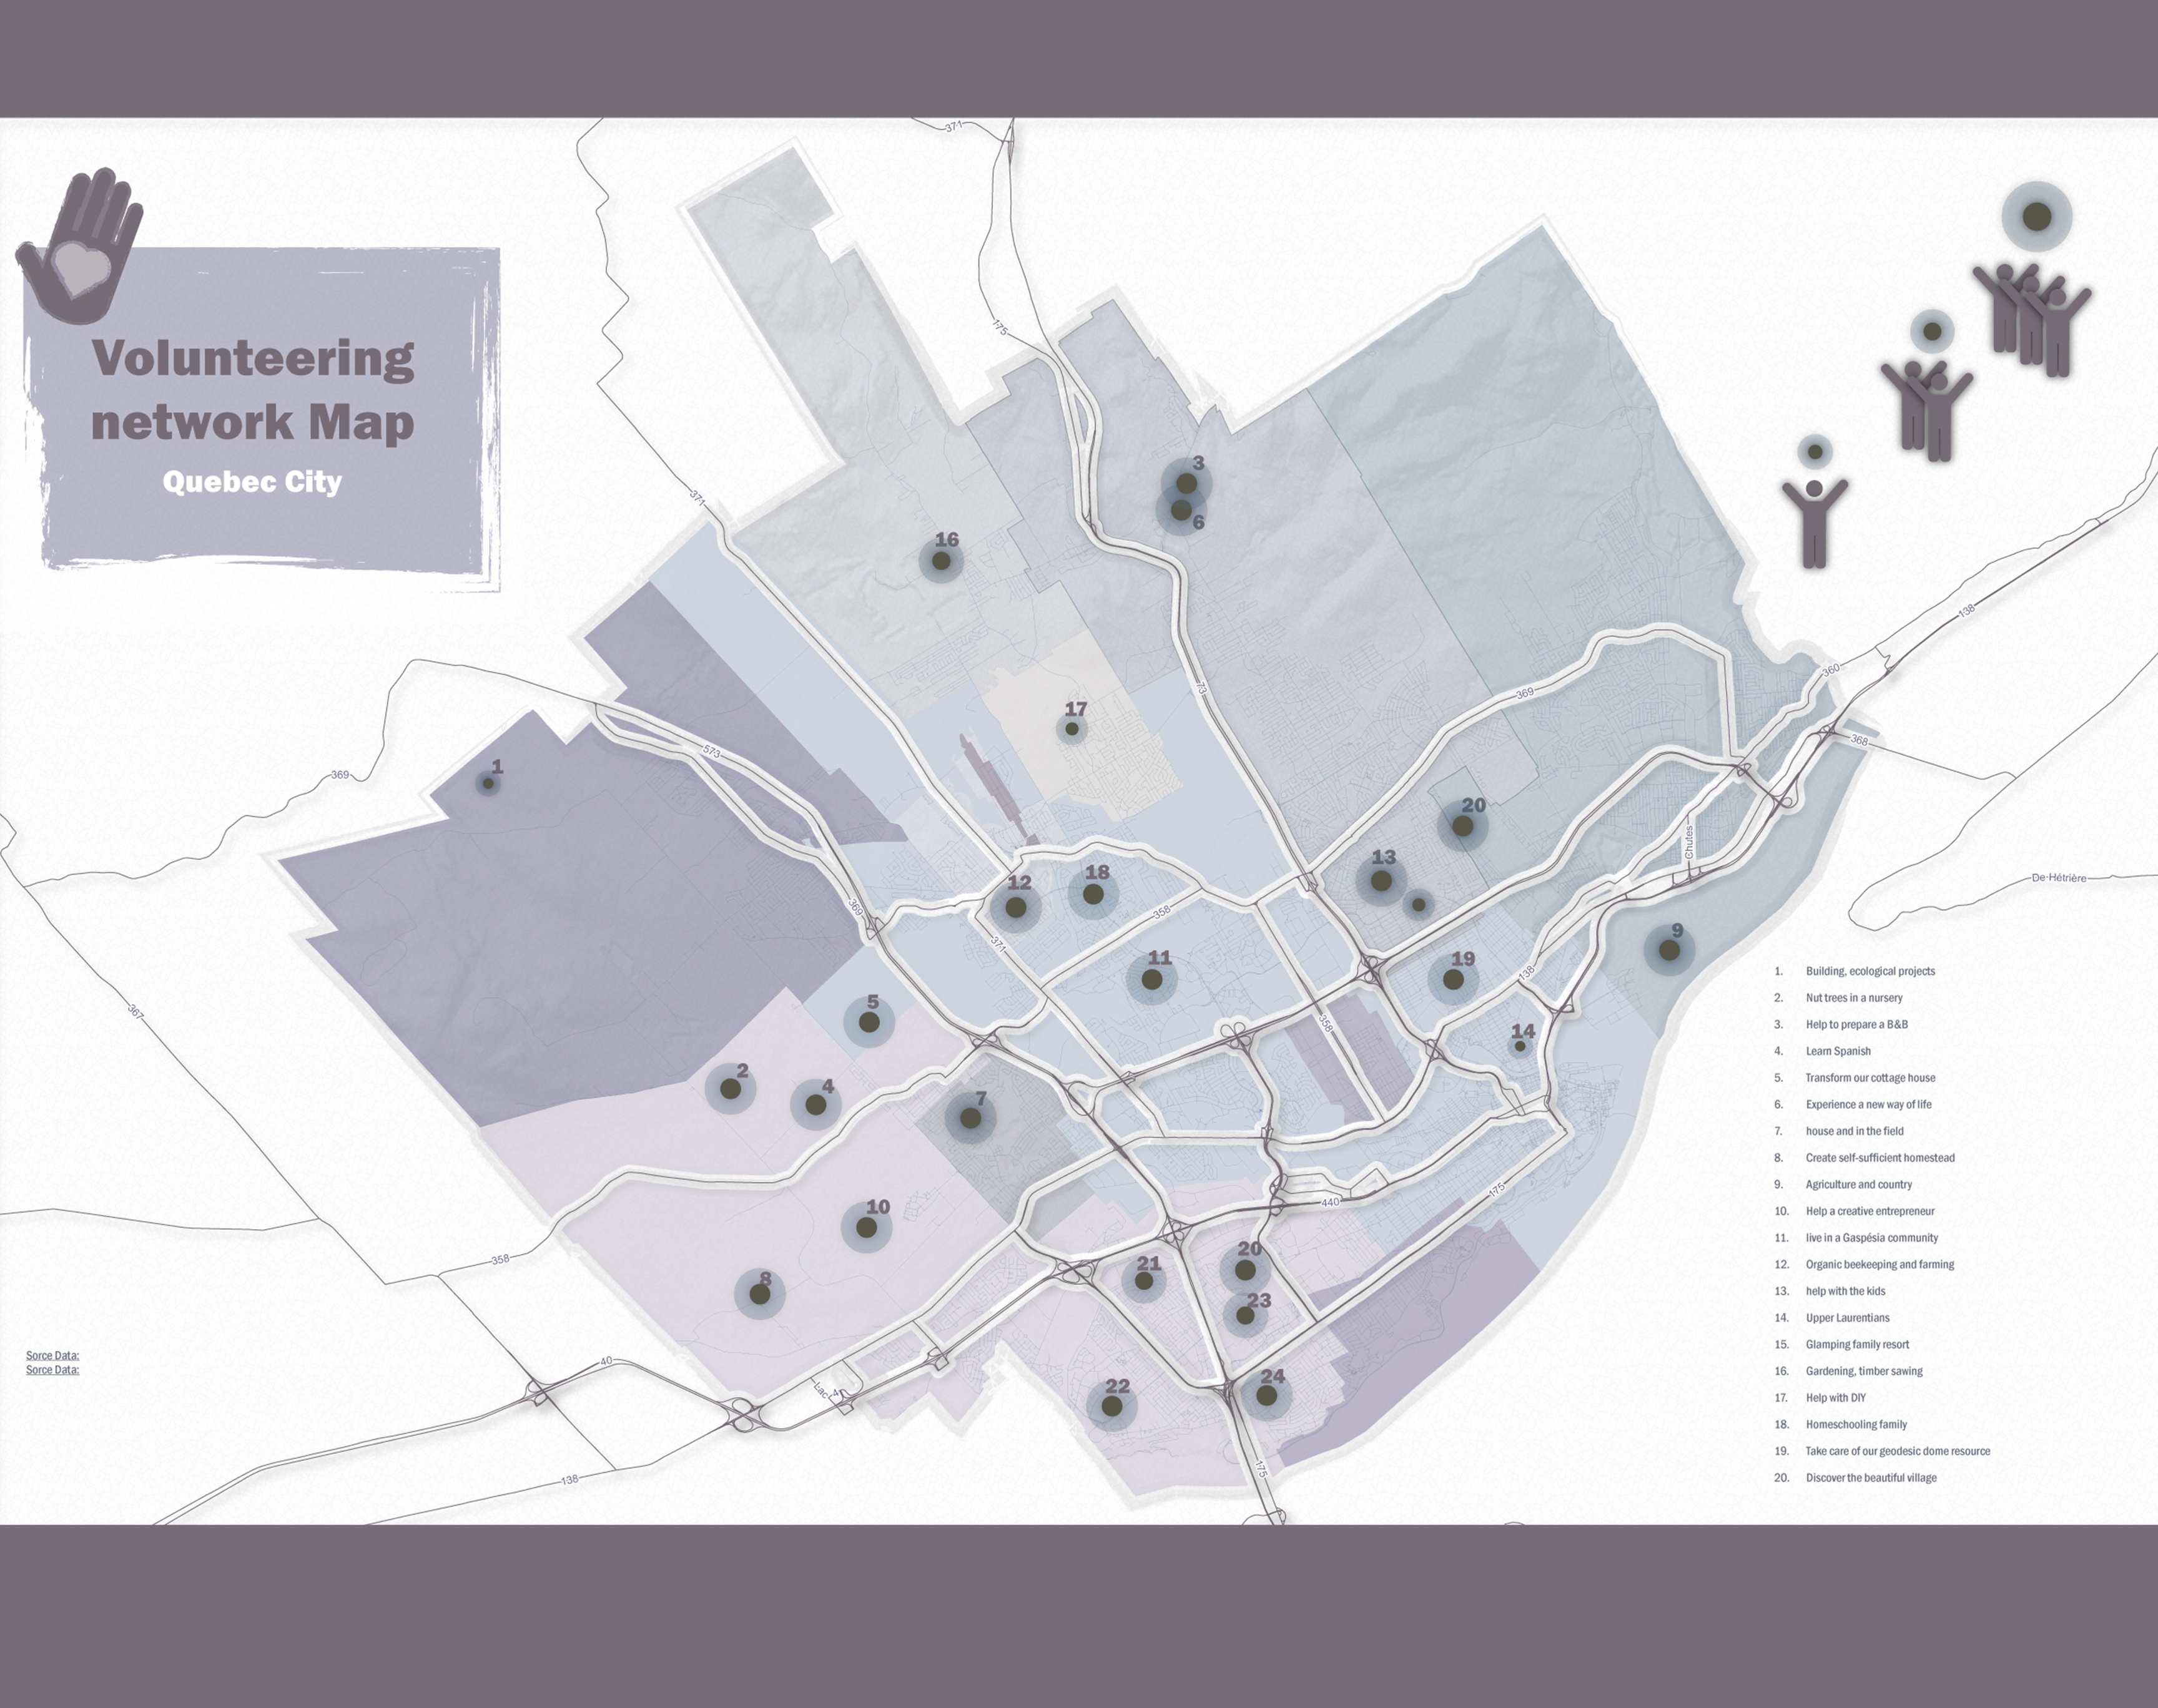 Volunteering
network Map
Quebec City
371
175
3
6
16
371
73
138
360
369
368
17
573
1
369
20
Chutes
13
18
12
De-Hétrière
358
369
371
9
11
19
138
5
367
358
14
2
4
7
175
440
10
358
20
21
8
23
40
24
22
Lac
175
138
1. Building, ecological projects
2. Nut trees in a nursery
3. Help to prepare a B&B
4. Learn Spanish
5. Transform our cottage house
6. Experience a new way of life
7. house and in the field
8. Create self-sufficient homestead
9. Agriculture and country
10. Help a creative entrepreneur
11. live in a Gaspésia community
12. Organic beekeeping and farming
13. help with the kids
14. Upper Laurentians
15. Glamping family resort
16. Gardening, timber sawing
17. Help with DIY
18. Homeschooling family
19. Take care of our geodesic dome resource
20. Discover the beautiful village
Sorce Data:
Sorce Data: